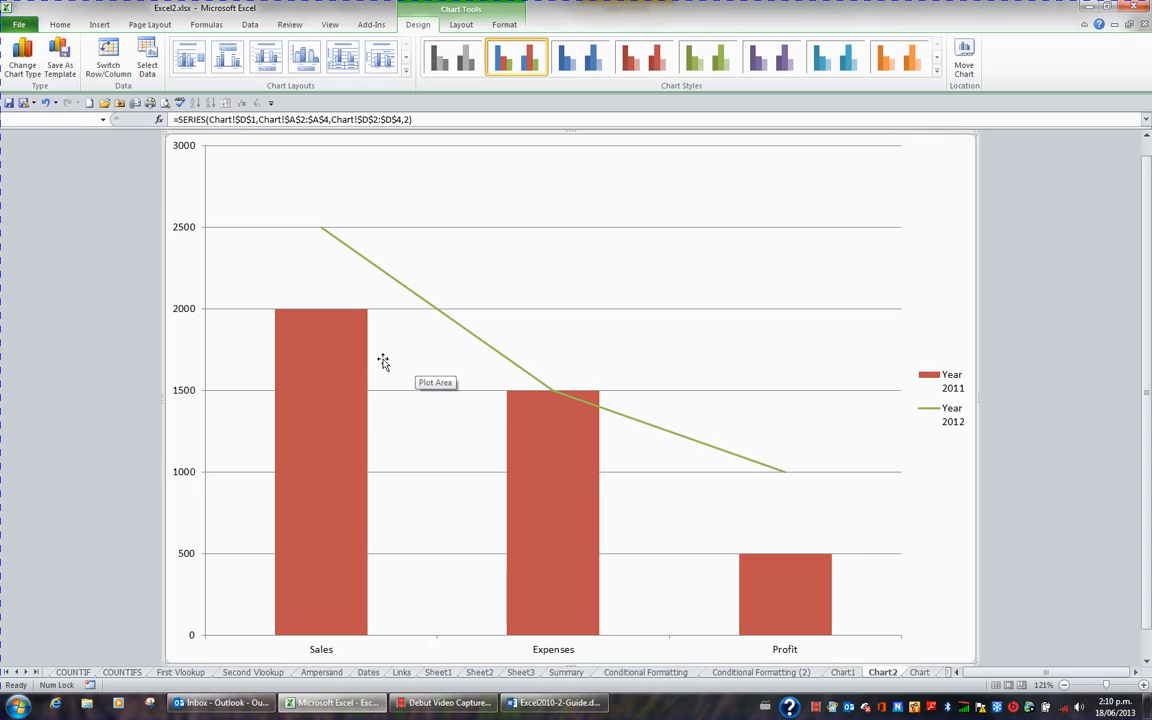 Excel2.xlsx - Microsoft Excel
Chart Tools
File Home Insert Page Layout Formulas Data Review View Add-Ins Design Layout Format
Change Chart Type
Save As Template
Switch Row/Column
Select Data
Move Chart
Type Data Chart Layouts Chart Styles Location
fx =SERIES(Chart!$D$1,Chart!$A$2:$A$4,Chart!$D$2:$D$4,2)
3000
2500
2000
1500
1000
500
0
Plot Area
Year
2011
Year
2012
Sales Expenses Profit
COUNTIF COUNTIFS First Vlookup Second Vlookup Ampersand Dates Links Sheet1 Sheet2 Sheet3 Summary Conditional Formatting Conditional Formatting (2) Chart1 Chart2 Chart
Ready Num Lock 121%
Inbox - Outlook - Ou... Microsoft Excel - Exc... Debut Video Capture... Excel2010-2-Guide.d...
2:10 p.m.
18/06/2013